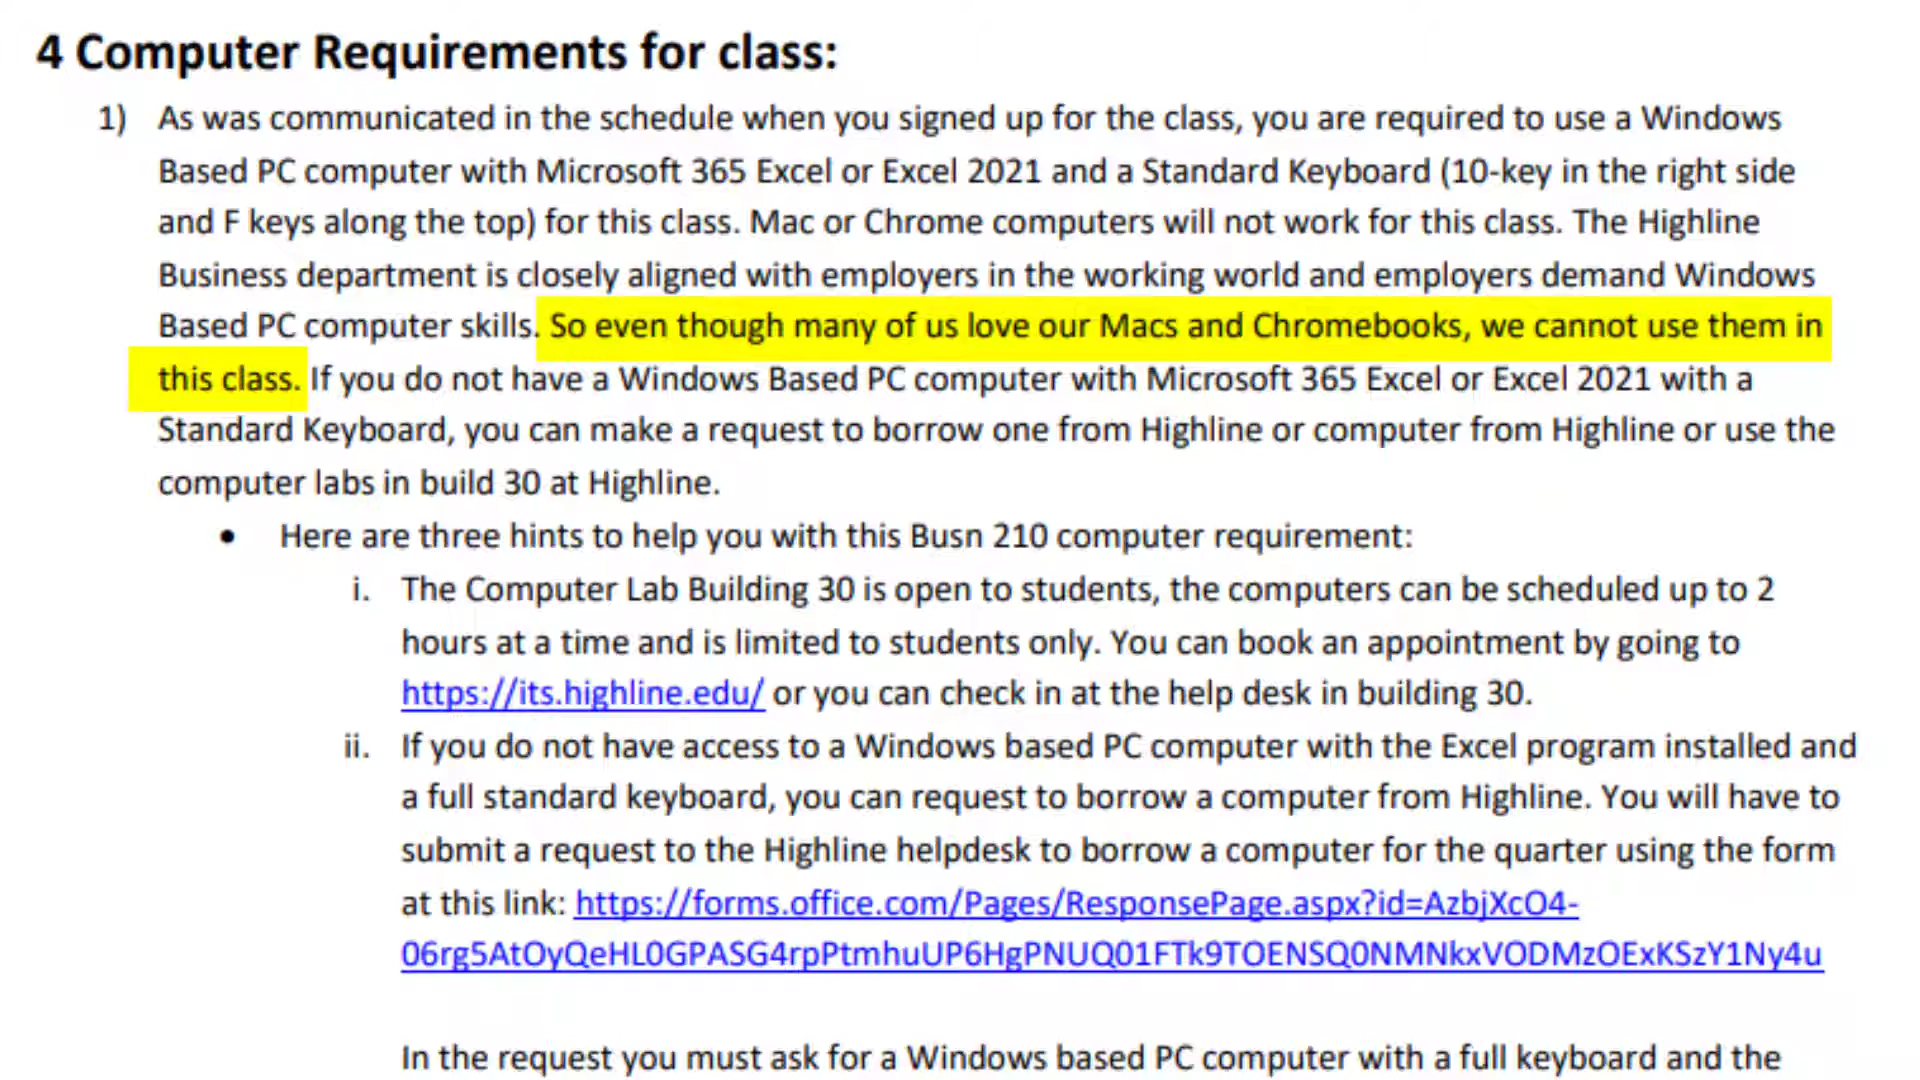 4 Computer Requirements for class:
1) As was communicated in the schedule when you signed up for the class, you are required to use a Windows
Based PC computer with Microsoft 365 Excel or Excel 2021 and a Standard Keyboard (10-key in the right side
and F keys along the top) for this class. Mac or Chrome computers will not work for this class. The Highline
Business department is closely aligned with employers in the working world and employers demand Windows
Based PC computer skills. So even though many of us love our Macs and Chromebooks, we cannot use them in
this class. If you do not have a Windows Based PC computer with Microsoft 365 Excel or Excel 2021 with a
Standard Keyboard, you can make a request to borrow one from Highline or computer from Highline or use the
computer labs in build 30 at Highline.
• Here are three hints to help you with this Busn 210 computer requirement:
i. The Computer Lab Building 30 is open to students, the computers can be scheduled up to 2
hours at a time and is limited to students only. You can book an appointment by going to
https://its.highline.edu/ or you can check in at the help desk in building 30.
ii. If you do not have access to a Windows based PC computer with the Excel program installed and
a full standard keyboard, you can request to borrow a computer from Highline. You will have to
submit a request to the Highline helpdesk to borrow a computer for the quarter using the form
at this link: https://forms.office.com/Pages/ResponsePage.aspx?id=AzbjXcO4-
06rg5AtOyQeHL0GPASG4rpPtmhuUP6HgPNUQ01FTk9TOENSQ0NMNkxVODMzOExKSzY1Ny4u
In the request you must ask for a Windows based PC computer with a full keyboard and the